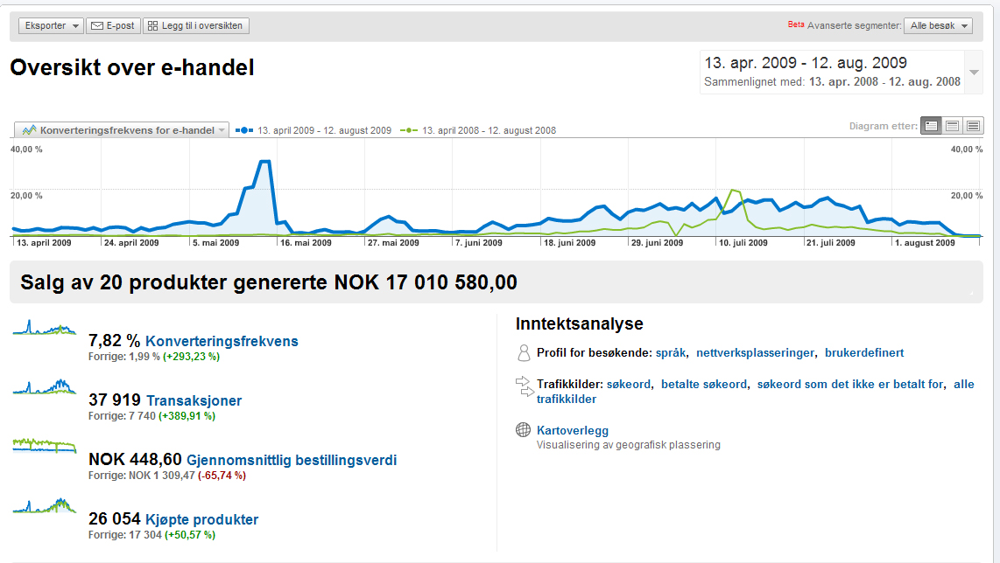 Eksporter E-post Legg til i oversikten Beta Avanserte segmenter: Alle besøk
Oversikt over e-handel
13. apr. 2009 - 12. aug. 2009
Sammenlignet med: 13. apr. 2008 - 12. aug. 2008
Konverteringsfrekvens for e-handel 13. april 2009 - 12. august 2009 13. april 2008 - 12. august 2008 Diagram etter:
40,00 % 40,00 %
20,00 % 20,00 %
13. april 2009 24. april 2009 5. mai 2009 16. mai 2009 27. mai 2009 7. juni 2009 18. juni 2009 29. juni 2009 10. juli 2009 21. juli 2009 1. august 2009
Salg av 20 produkter genererte NOK 17 010 580,00
7,82 % Konverteringsfrekvens
Forrige: 1,99 % (+293,23 %)
37 919 Transaksjoner
Forrige: 7 740 (+389,91 %)
NOK 448,60 Gjennomsnittlig bestillingsverdi
Forrige: NOK 1 309,47 (-65,74 %)
26 054 Kjøpte produkter
Forrige: 17 304 (+50,57 %)
Inntektsanalyse
Profil for besøkende: språk, nettverksplasseringer, brukerdefinert
Trafikkilder: søkeord, betalte søkeord, søkeord som det ikke er betalt for, alle
trafikkilder
Kartoverlegg
Visualisering av geografisk plassering